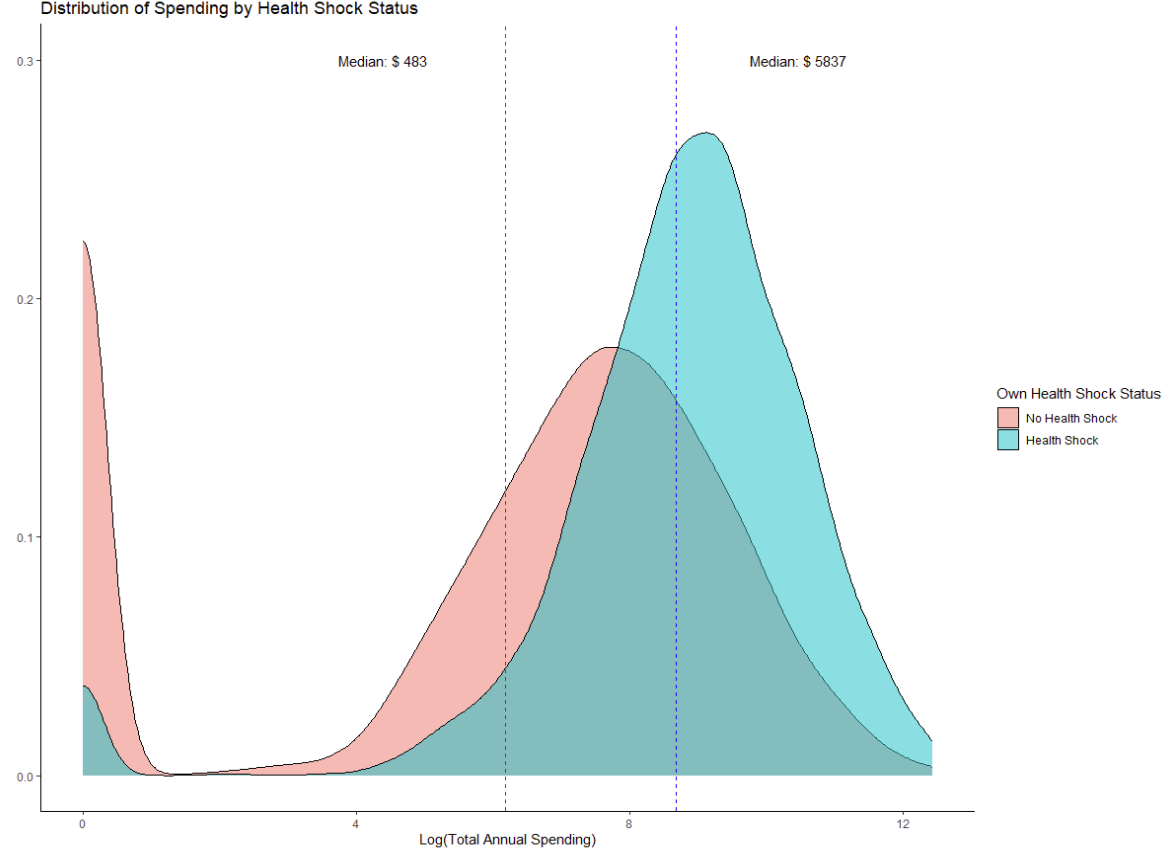 Distribution of Spending by Health Shock Status
Median: $ 483
Median: $ 5837
0.3
0.2
0.1
0.0
0
4
8
12
Log(Total Annual Spending)
Own Health Shock Status
No Health Shock
Health Shock